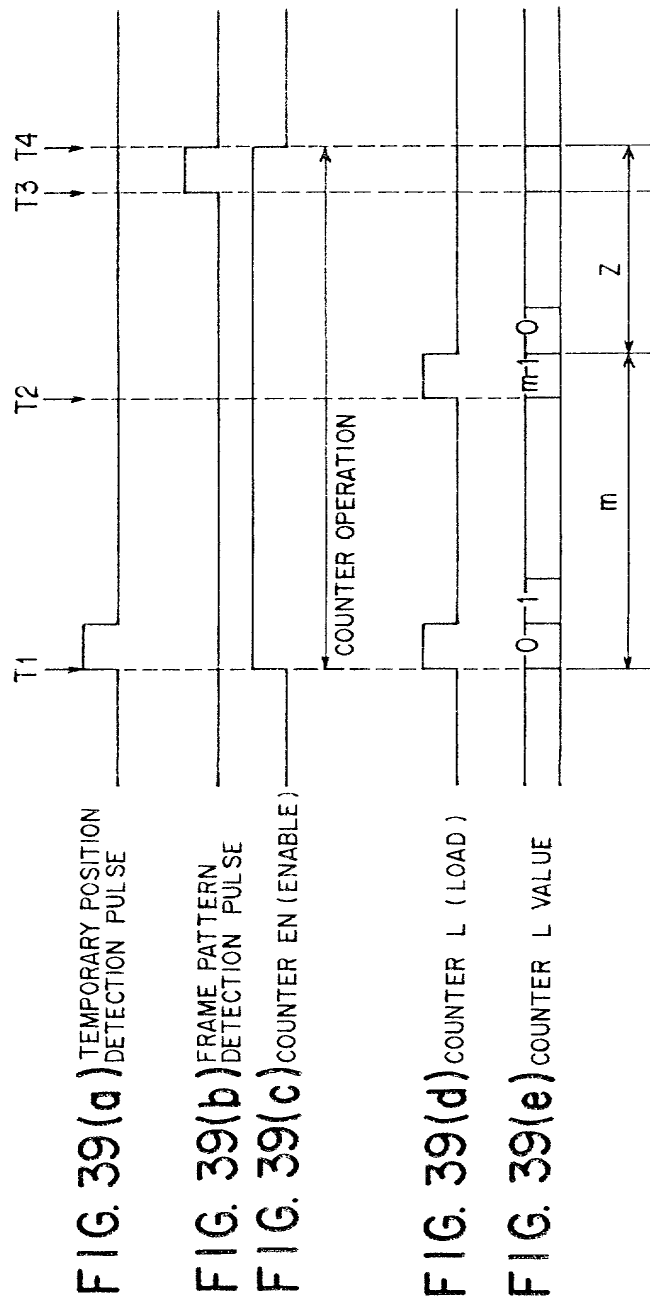 T1
T2
T3
T4
FIG. 39(a) TEMPORARY POSITION
DETECTION PULSE
FIG. 39(b) FRAME PATTERN
DETECTION PULSE
FIG. 39(c) COUNTER EN (ENABLE)
COUNTER OPERATION
FIG. 39(d) COUNTER L (LOAD)
FIG. 39(e) COUNTER L VALUE
0
1
m-1
0
m
Z